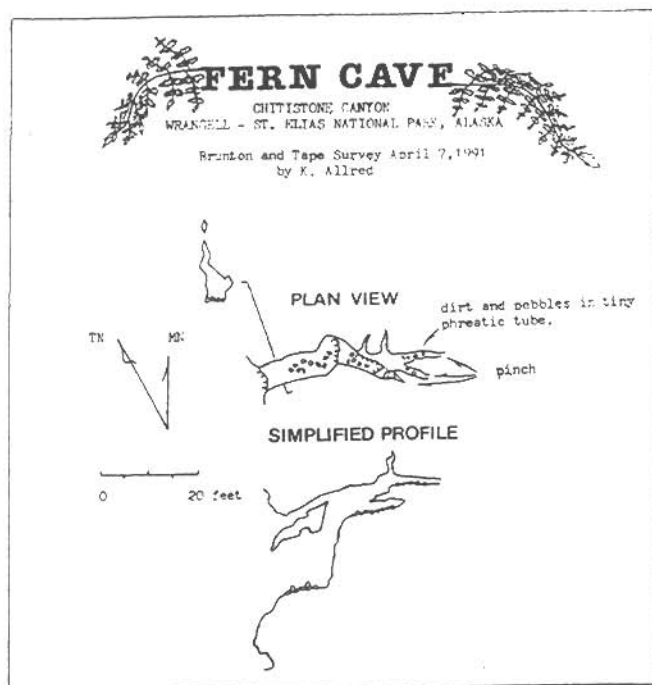 FERN CAVE
CHITISTONE CANYON
WRANGELL - ST. ELIAS NATIONAL PARK, ALASKA
Brunton and Tape Survey April 7, 1991
by K. Allred
PLAN VIEW
dirt and pebbles in tiny
phreatic tube.
TN MN
pinch
SIMPLIFIED PROFILE
0 20 feet